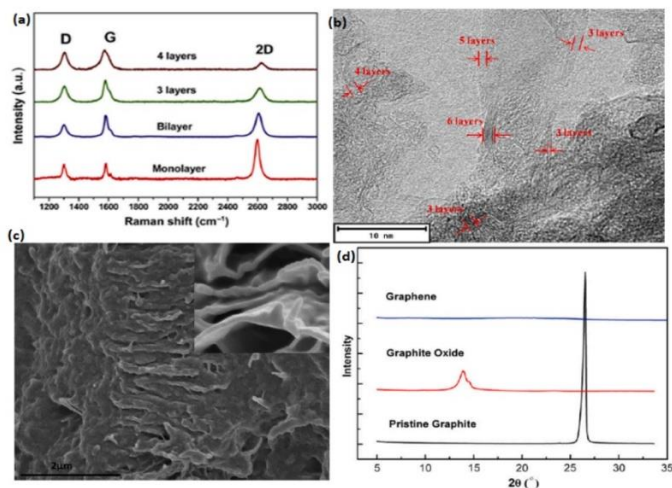 (a)
D
G
2D
4 layers
3 layers
Bilayer
Monolayer
Intensity (a.u.)
1200 1400 1600 1800 2000 2200 2400 2600 2800 3000
Raman shift (cm⁻¹)
(b)
3 layers
5 layers
4 layers
6 layers
3 layers
3 layers
10 nm
(c)
2μm
(d)
Graphene
Graphite Oxide
Pristine Graphite
Intensity
5 10 15 20 25 30 35
2θ (°)